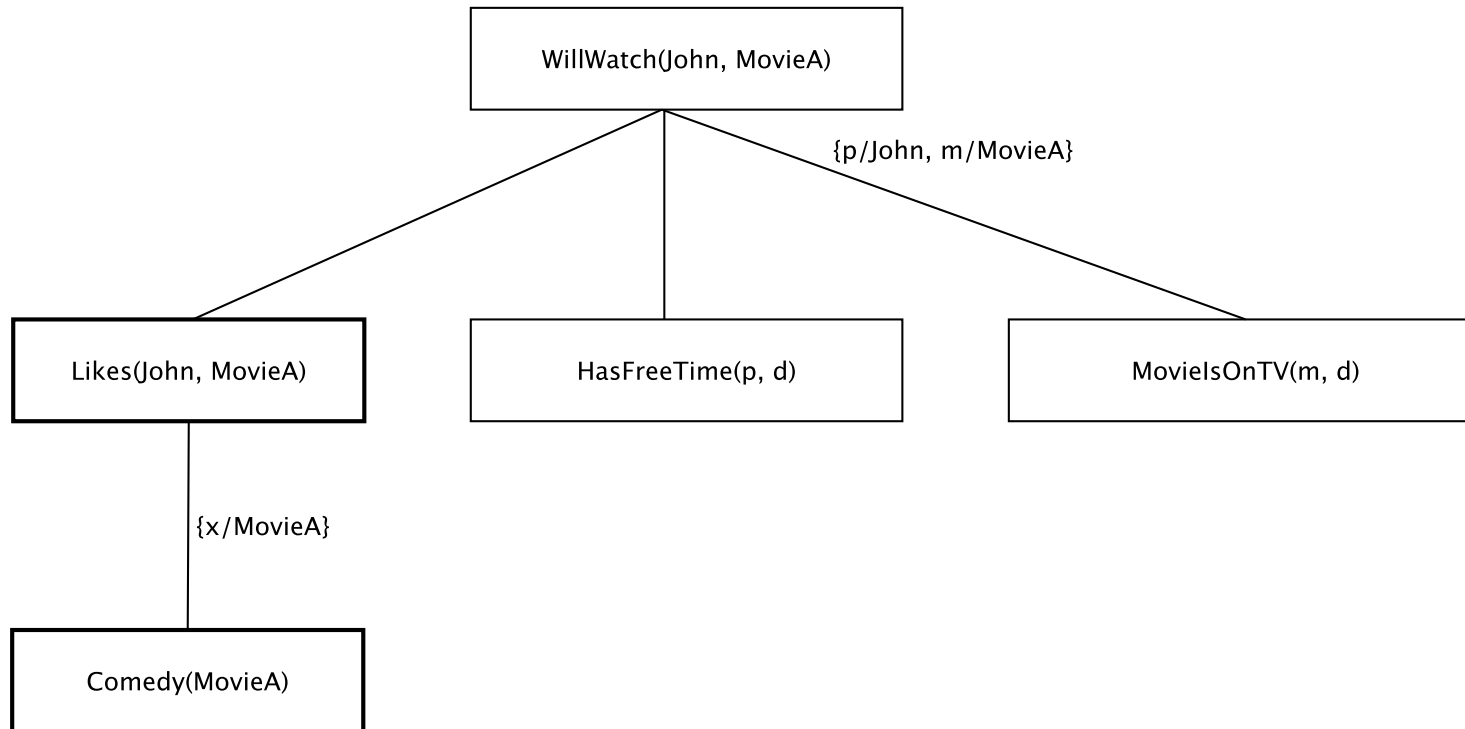 WillWatch(John, MovieA)
{p/John, m/MovieA}
Likes(John, MovieA)
HasFreeTime(p, d)
MovieIsOnTV(m, d)
{x/MovieA}
Comedy(MovieA)